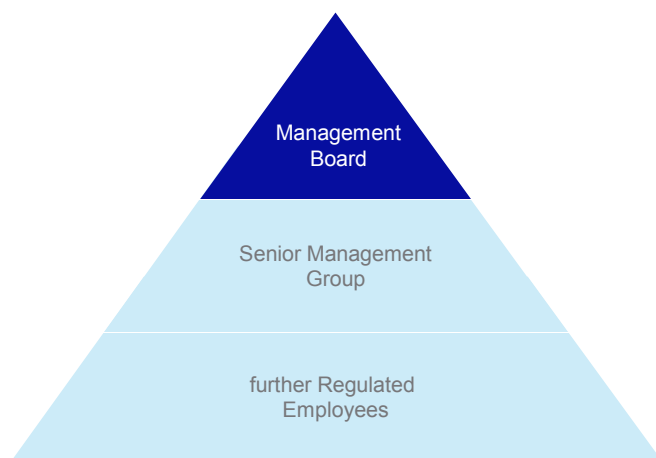 Management
Board
Senior Management
Group
further Regulated
Employees